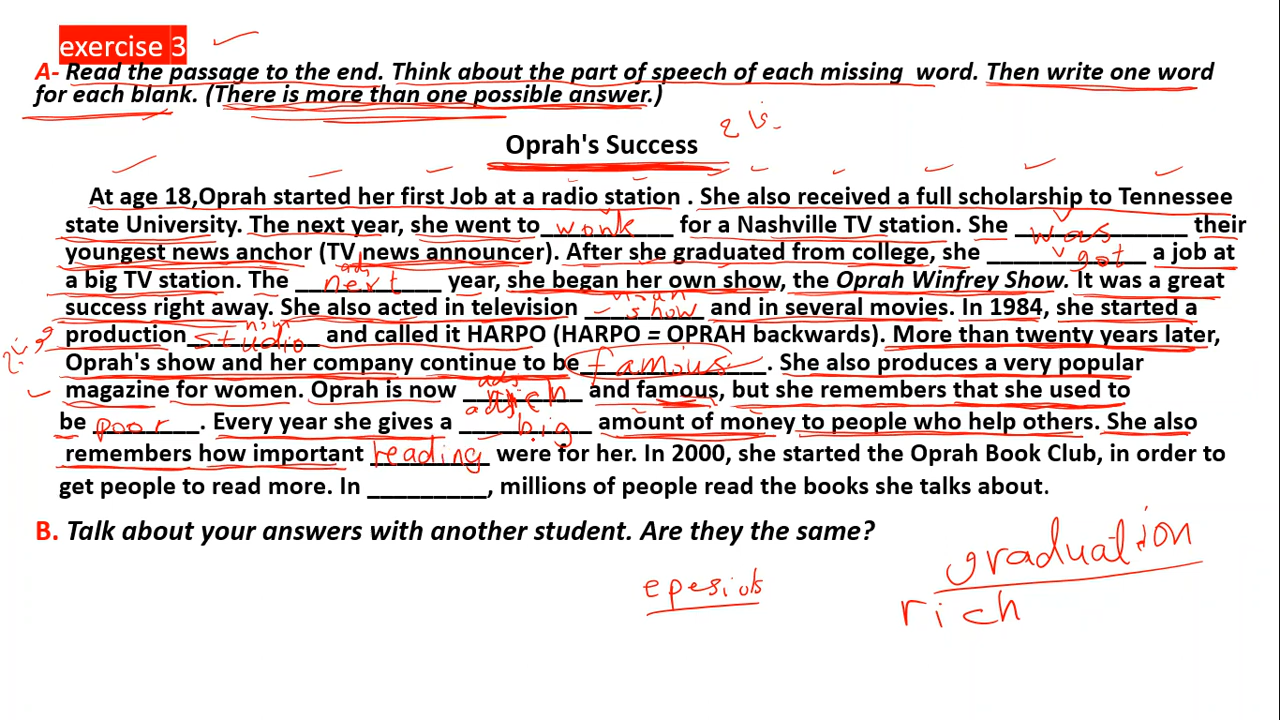 exercise 3
A- Read the passage to the end. Think about the part of speech of each missing word. Then write one word
for each blank. (There is more than one possible answer.)
Oprah's Success
At age 18,Oprah started her first Job at a radio station . She also received a full scholarship to Tennessee
state University. The next year, she went to work for a Nashville TV station. She was their
youngest news anchor (TV news announcer). After she graduated from college, she got a job at
a big TV station. The adj next year, she began her own show, the Oprah Winfrey Show. It was a great
success right away. She also acted in television noun show and in several movies. In 1984, she started a
production studio and called it HARPO (HARPO = OPRAH backwards). More than twenty years later,
Oprah's show and her company continue to be famius. She also produces a very popular
magazine for women. Oprah is now adj rich and famous, but she remembers that she used to
be poor. Every year she gives a adj big amount of money to people who help others. She also
remembers how important reading were for her. In 2000, she started the Oprah Book Club, in order to
get people to read more. In _________, millions of people read the books she talks about.
B. Talk about your answers with another student. Are they the same?
graduation
epesiods
rich